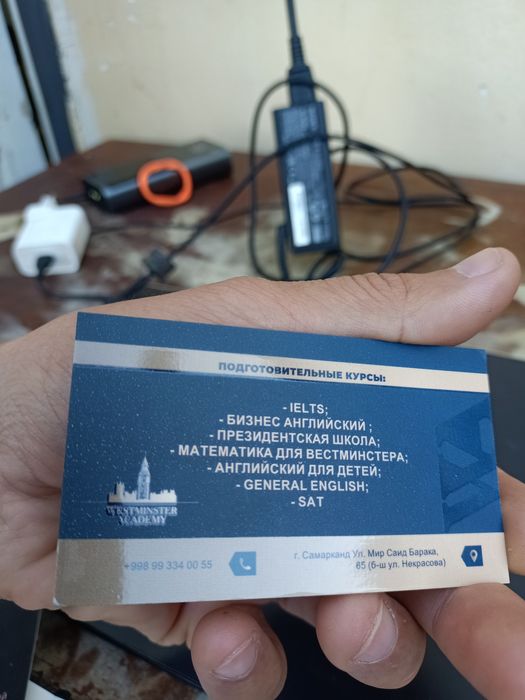 ПОДГОТОВИТЕЛЬНЫЕ КУРСЫ:
- IELTS;
- БИЗНЕС АНГЛИЙСКИЙ ;
- ПРЕЗИДЕНТСКАЯ ШКОЛА;
- МАТЕМАТИКА ДЛЯ ВЕСТМИНСТЕРА;
- АНГЛИЙСКИЙ ДЛЯ ДЕТЕЙ;
- GENERAL ENGLISH;
- SAT
WESTMINSTER
ACADEMY
+998 99 334 00 55
г. Самарканд Ул. Мир Саид Барака,
65 (б-ш ул. Некрасова)